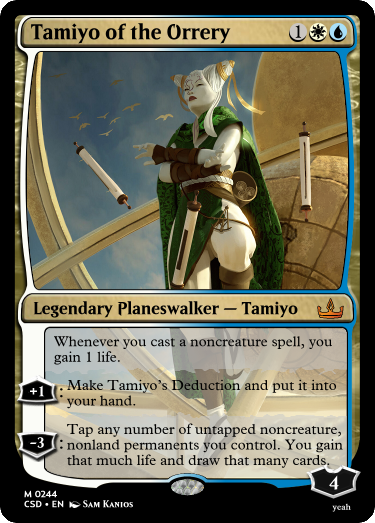 Tamiyo of the Orrery 1
Legendary Planeswalker — Tamiyo
Whenever you cast a noncreature spell, you
gain 1 life.
+1: Make Tamiyo's Deduction and put it into
your hand.
-3: Tap any number of untapped noncreature,
nonland permanents you control. You gain
that much life and draw that many cards.
4
M 0244
CSD • EN Sam Kanios
yeah